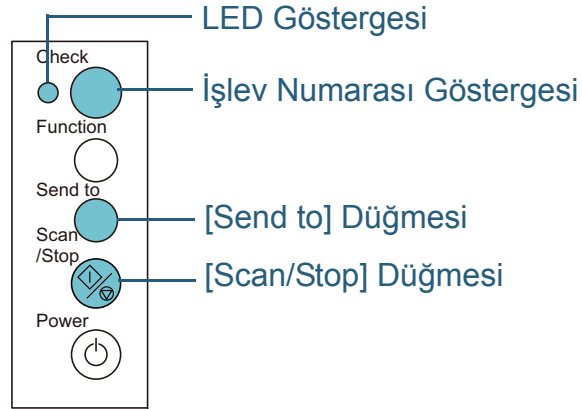 LED Göstergesi
Check
İşlev Numarası Göstergesi
Function
Send to
[Send to] Düğmesi
Scan
/Stop
[Scan/Stop] Düğmesi
Power